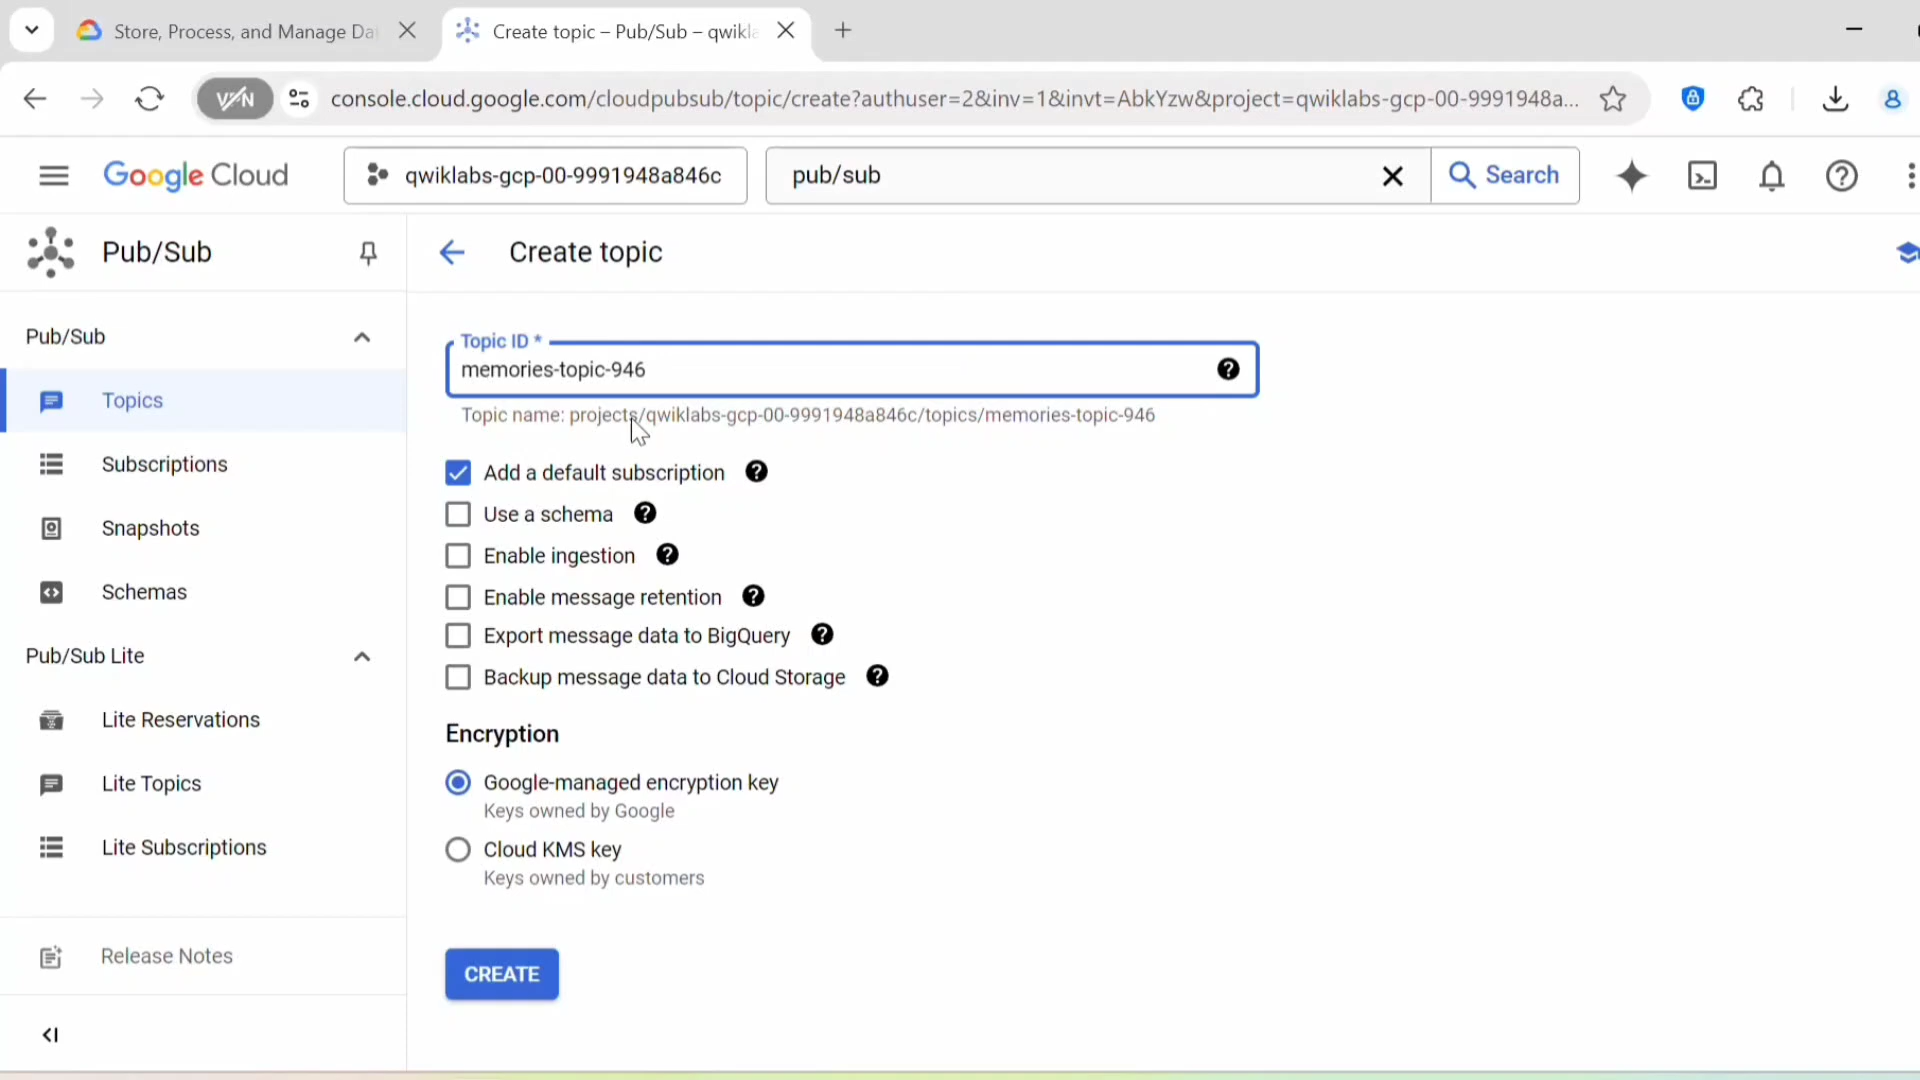 Store, Process, and Manage Da
Create topic – Pub/Sub – qwikla
VPN
console.cloud.google.com/cloudpubsub/topic/create?authuser=2&inv=1&invt=AbkYzw&project=qwiklabs-gcp-00-9991948a...
Google Cloud
qwiklabs-gcp-00-9991948a846c
pub/sub
Search
Pub/Sub
Create topic
Pub/Sub
Topics
Subscriptions
Snapshots
Schemas
Pub/Sub Lite
Lite Reservations
Lite Topics
Lite Subscriptions
Release Notes
Topic ID *
memories-topic-946
Topic name: projects/qwiklabs-gcp-00-9991948a846c/topics/memories-topic-946
Add a default subscription
Use a schema
Enable ingestion
Enable message retention
Export message data to BigQuery
Backup message data to Cloud Storage
Encryption
Google-managed encryption key
Keys owned by Google
Cloud KMS key
Keys owned by customers
CREATE